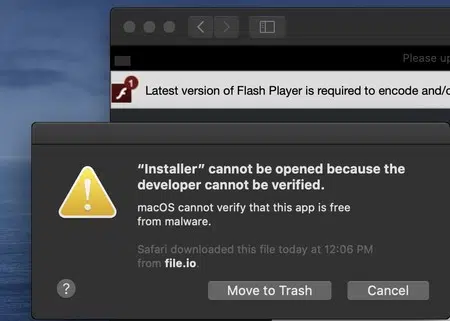 Please up
1
Latest version of Flash Player is required to encode and/
“Installer” cannot be opened because the
developer cannot be verified.
macOS cannot verify that this app is free
from malware.
Safari downloaded this file today at 12:06 PM
from file.io.
?
Move to Trash
Cancel